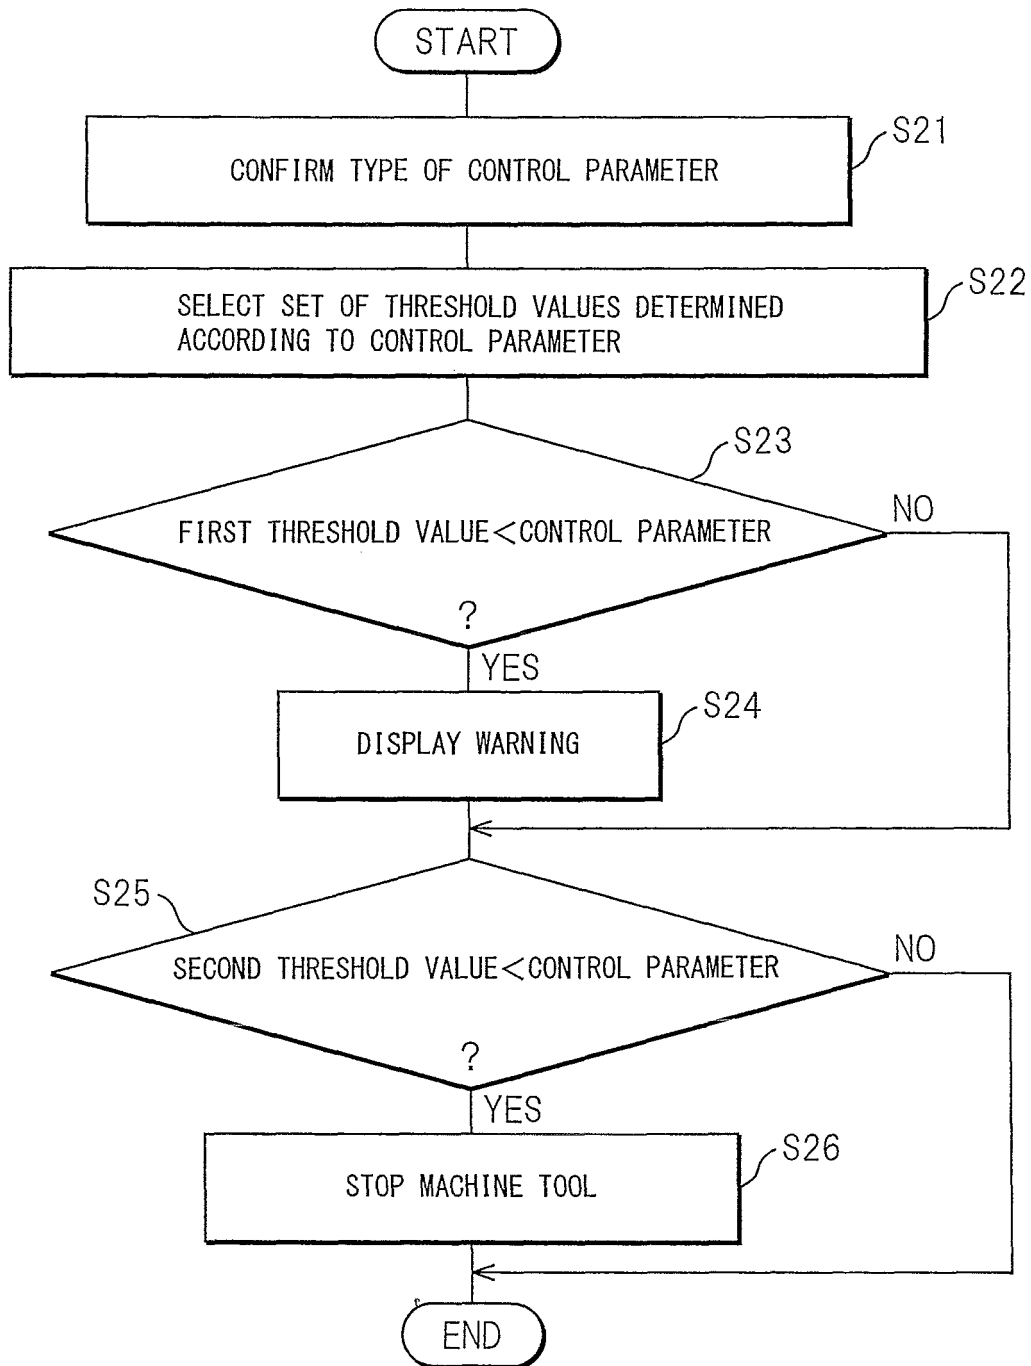 START
S21
CONFIRM TYPE OF CONTROL PARAMETER
S22
SELECT SET OF THRESHOLD VALUES DETERMINED
ACCORDING TO CONTROL PARAMETER
S23
FIRST THRESHOLD VALUE<CONTROL PARAMETER
NO
?
YES
S24
DISPLAY WARNING
S25
SECOND THRESHOLD VALUE<CONTROL PARAMETER
NO
?
YES
S26
STOP MACHINE TOOL
END